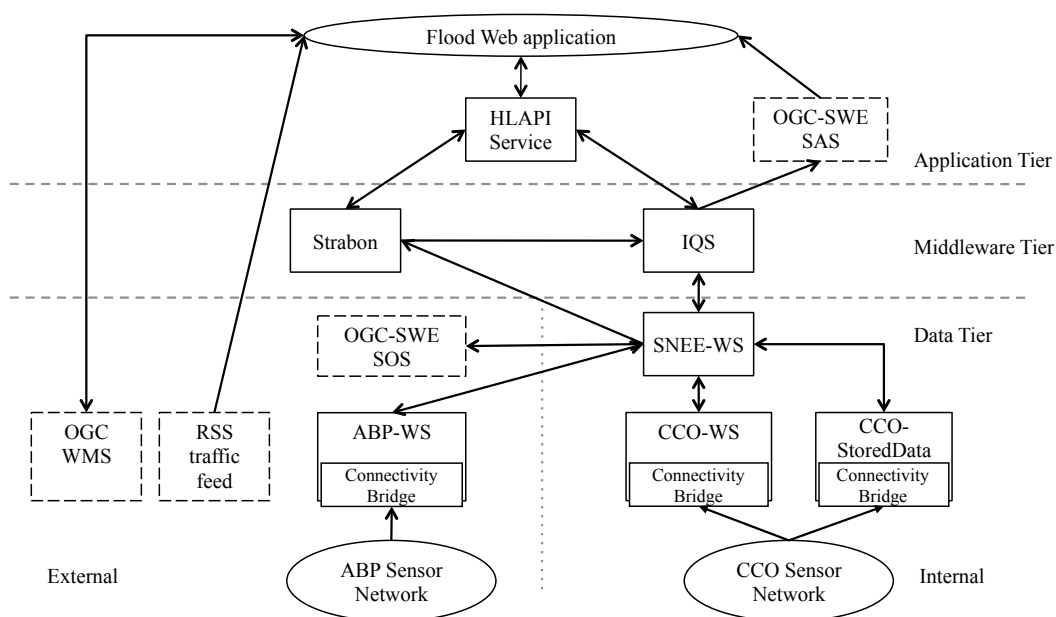 Flood Web application
HLAPI
Service
OGC-SWE
SAS
Application Tier
Strabon
IQS
Middleware Tier
OGC-SWE
SOS
SNEE-WS
Data Tier
OGC
WMS
RSS
traffic
feed
ABP-WS
Connectivity
Bridge
CCO-WS
Connectivity
Bridge
CCO-
StoredData
Connectivity
Bridge
External
ABP Sensor
Network
CCO Sensor
Network
Internal